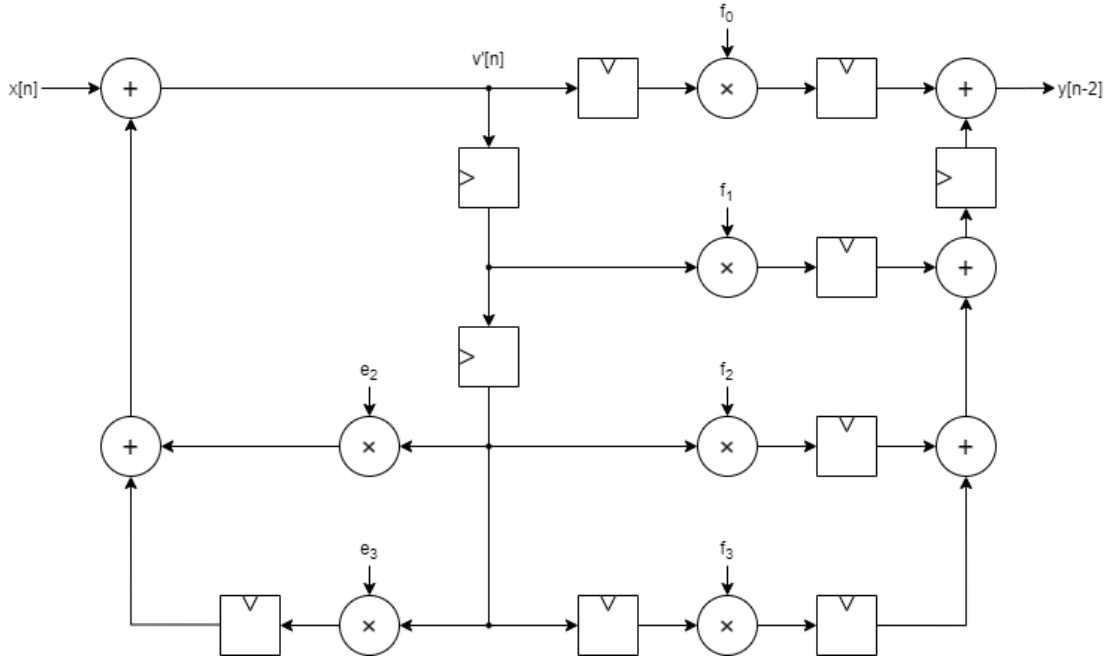 f₀
v'[n]
x[n]
+
×
+
y[n-2]
f₁
×
+
e₂
f₂
+
×
×
+
e₃
f₃
×
×